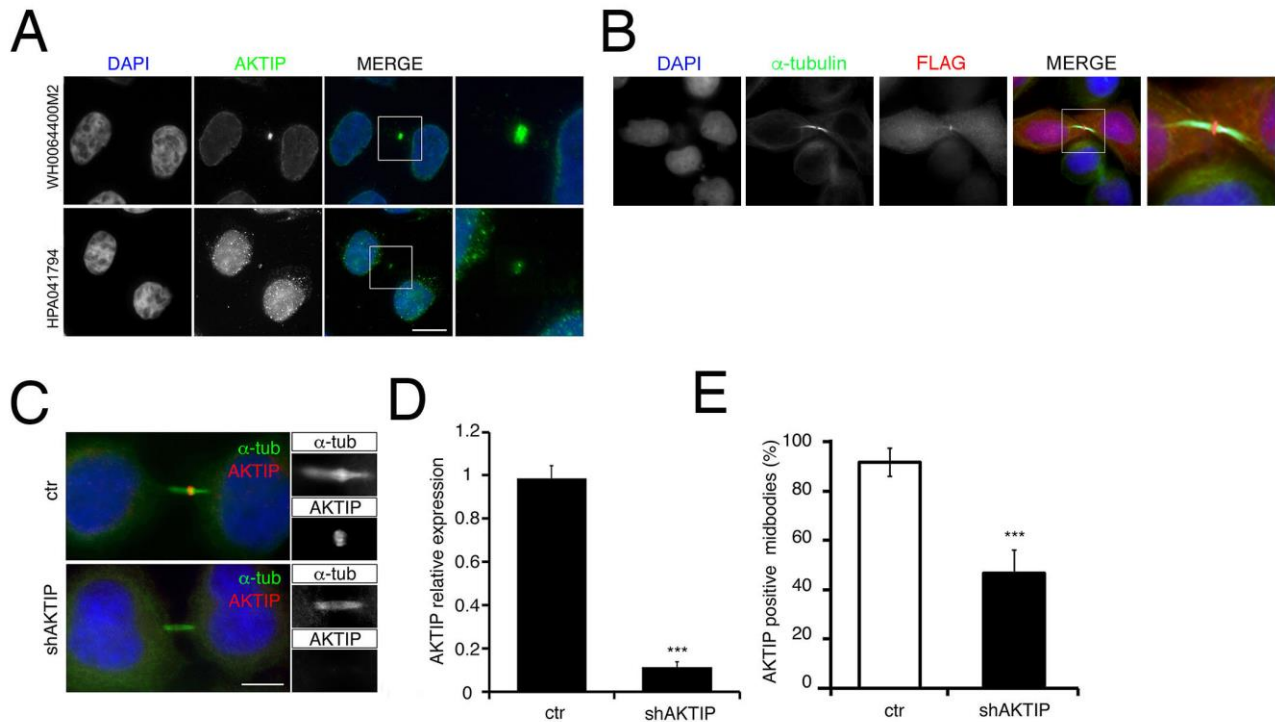 A
DAPI
AKTIP
MERGE
WH0064400M2
HPA041794
B
DAPI
α-tubulin
FLAG
MERGE
C
α-tub
AKTIP
ctr
α-tub
AKTIP
α-tub
AKTIP
shAKTIP
α-tub
AKTIP
D
AKTIP relative expression
1.2
1
0.8
0.6
0.4
0.2
0
***
ctr
shAKTIP
E
AKTIP positive midbodies (%)
100
80
60
40
20
0
***
ctr
shAKTIP